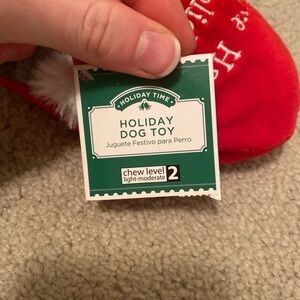 HOLIDAY TIME
HOLIDAY
DOG TOY
Juguete Festivo para Perro
chew level
light-moderate
2